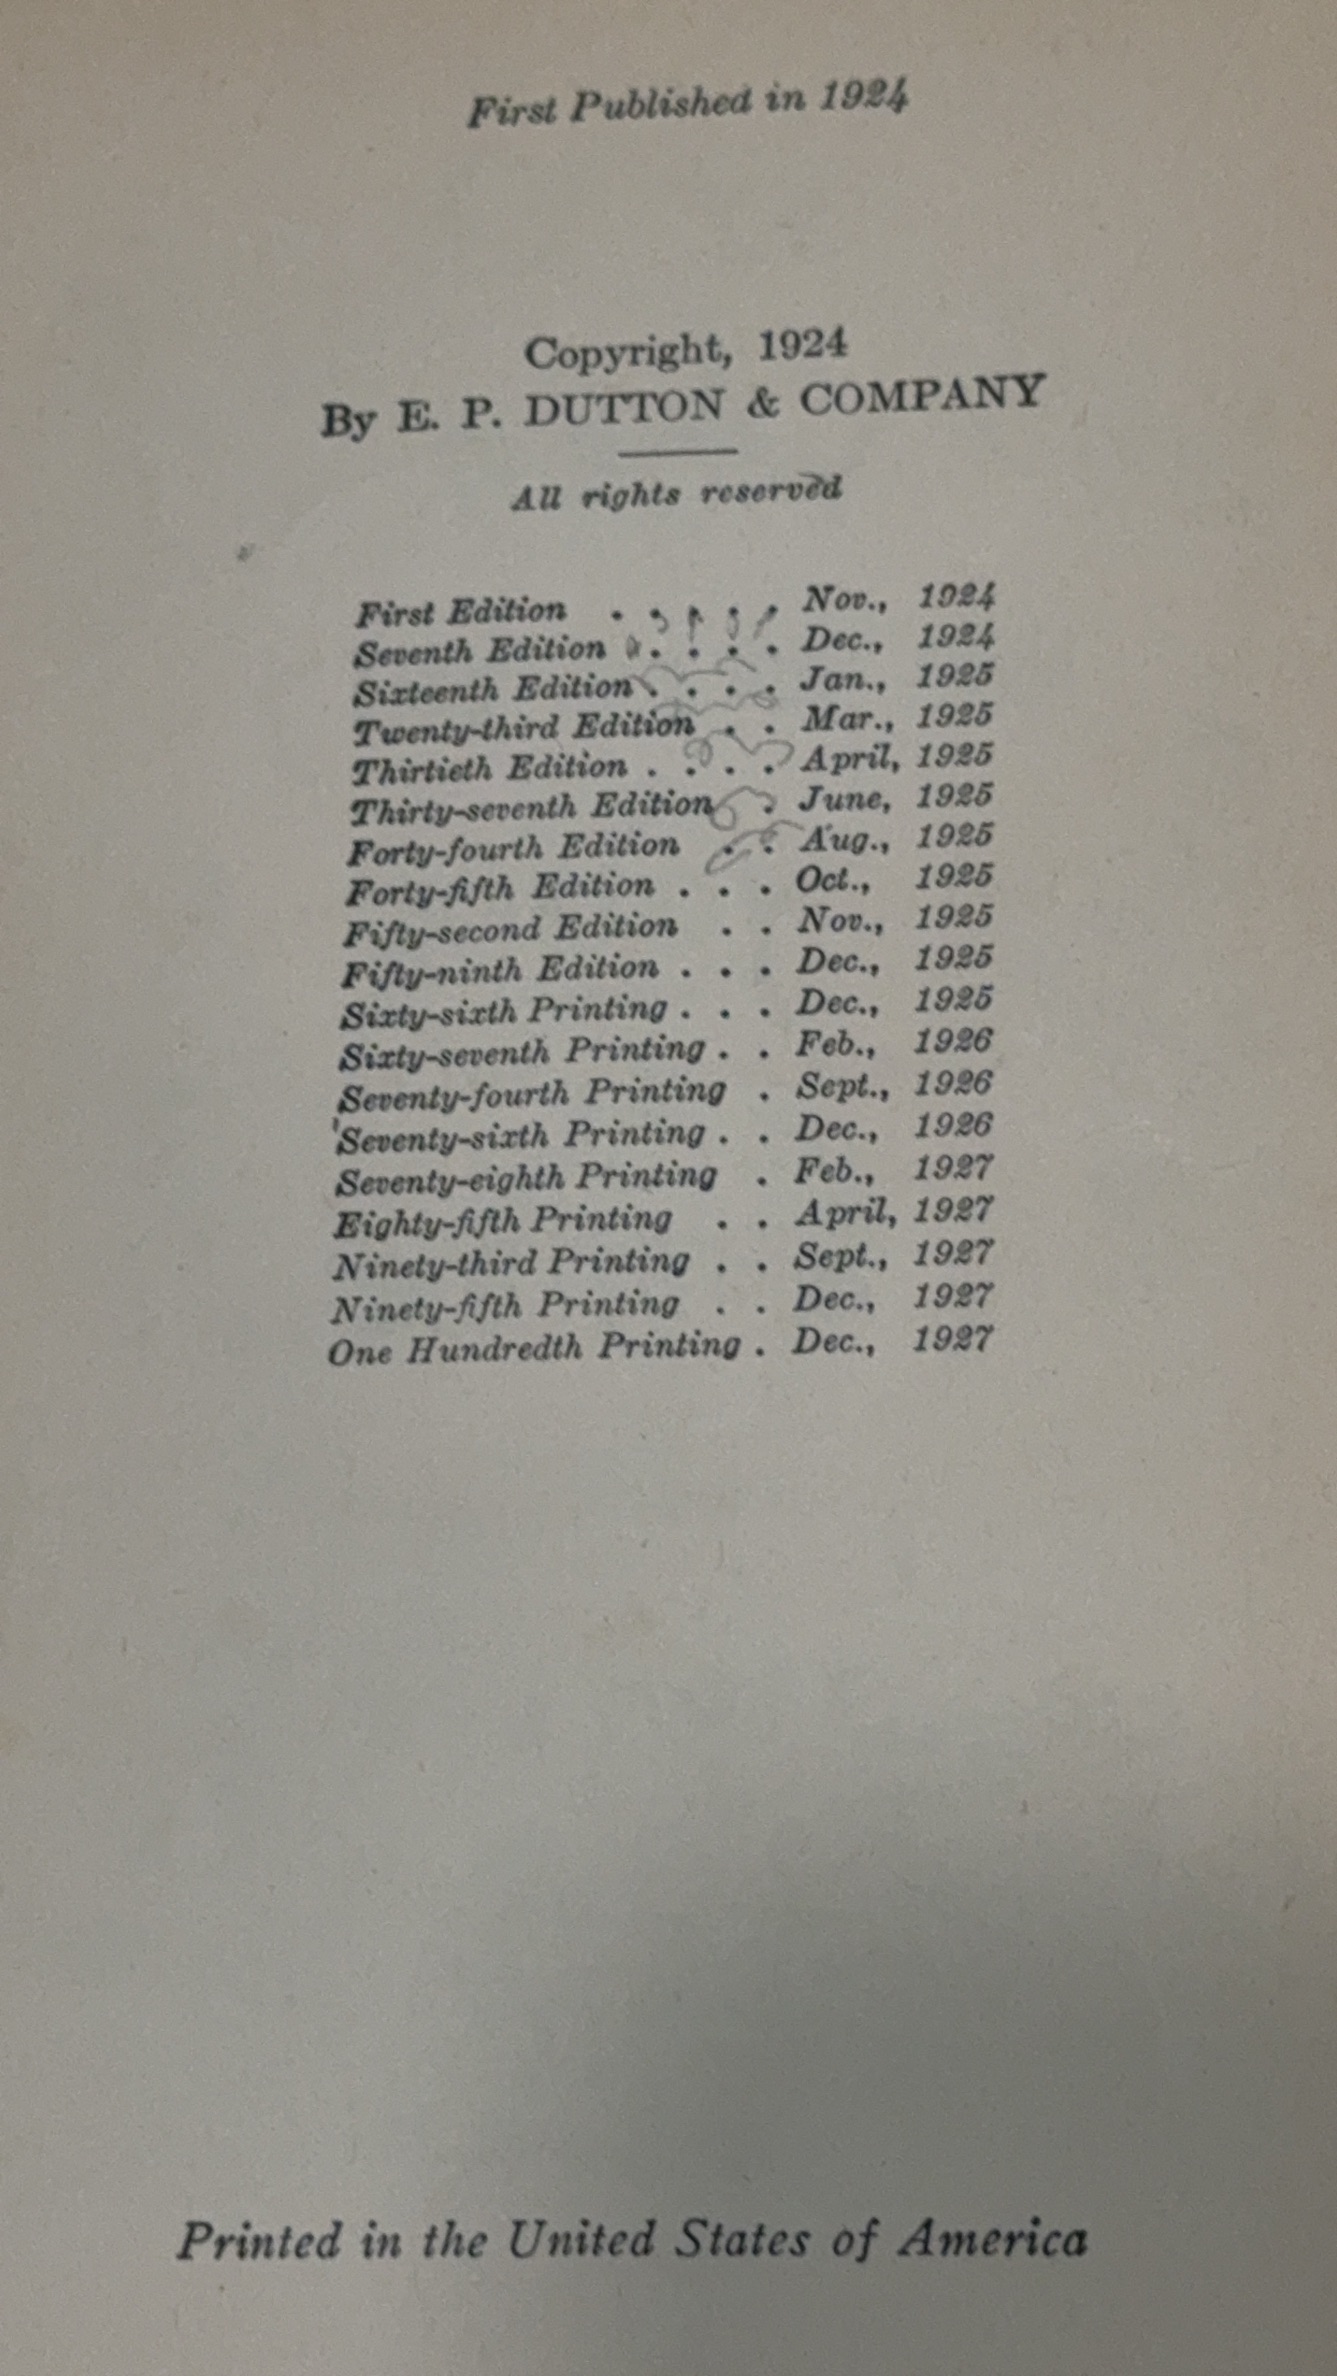 First Published in 1924
Copyright, 1924
By E. P. DUTTON & COMPANY
All rights reserved
First Edition . . . . . Nov., 1924
Seventh Edition . . . . Dec., 1924
Sixteenth Edition . . . . Jan., 1925
Twenty-third Edition . . Mar., 1925
Thirtieth Edition . . . . April, 1925
Thirty-seventh Edition . June, 1925
Forty-fourth Edition . . Aug., 1925
Forty-fifth Edition . . . Oct., 1925
Fifty-second Edition . . Nov., 1925
Fifty-ninth Edition . . . Dec., 1925
Sixty-sixth Printing . . . Dec., 1925
Sixty-seventh Printing . . Feb., 1926
Seventy-fourth Printing . Sept., 1926
Seventy-sixth Printing . . Dec., 1926
Seventy-eighth Printing . Feb., 1927
Eighty-fifth Printing . . April, 1927
Ninety-third Printing . . Sept., 1927
Ninety-fifth Printing . . Dec., 1927
One Hundredth Printing . Dec., 1927
Printed in the United States of America